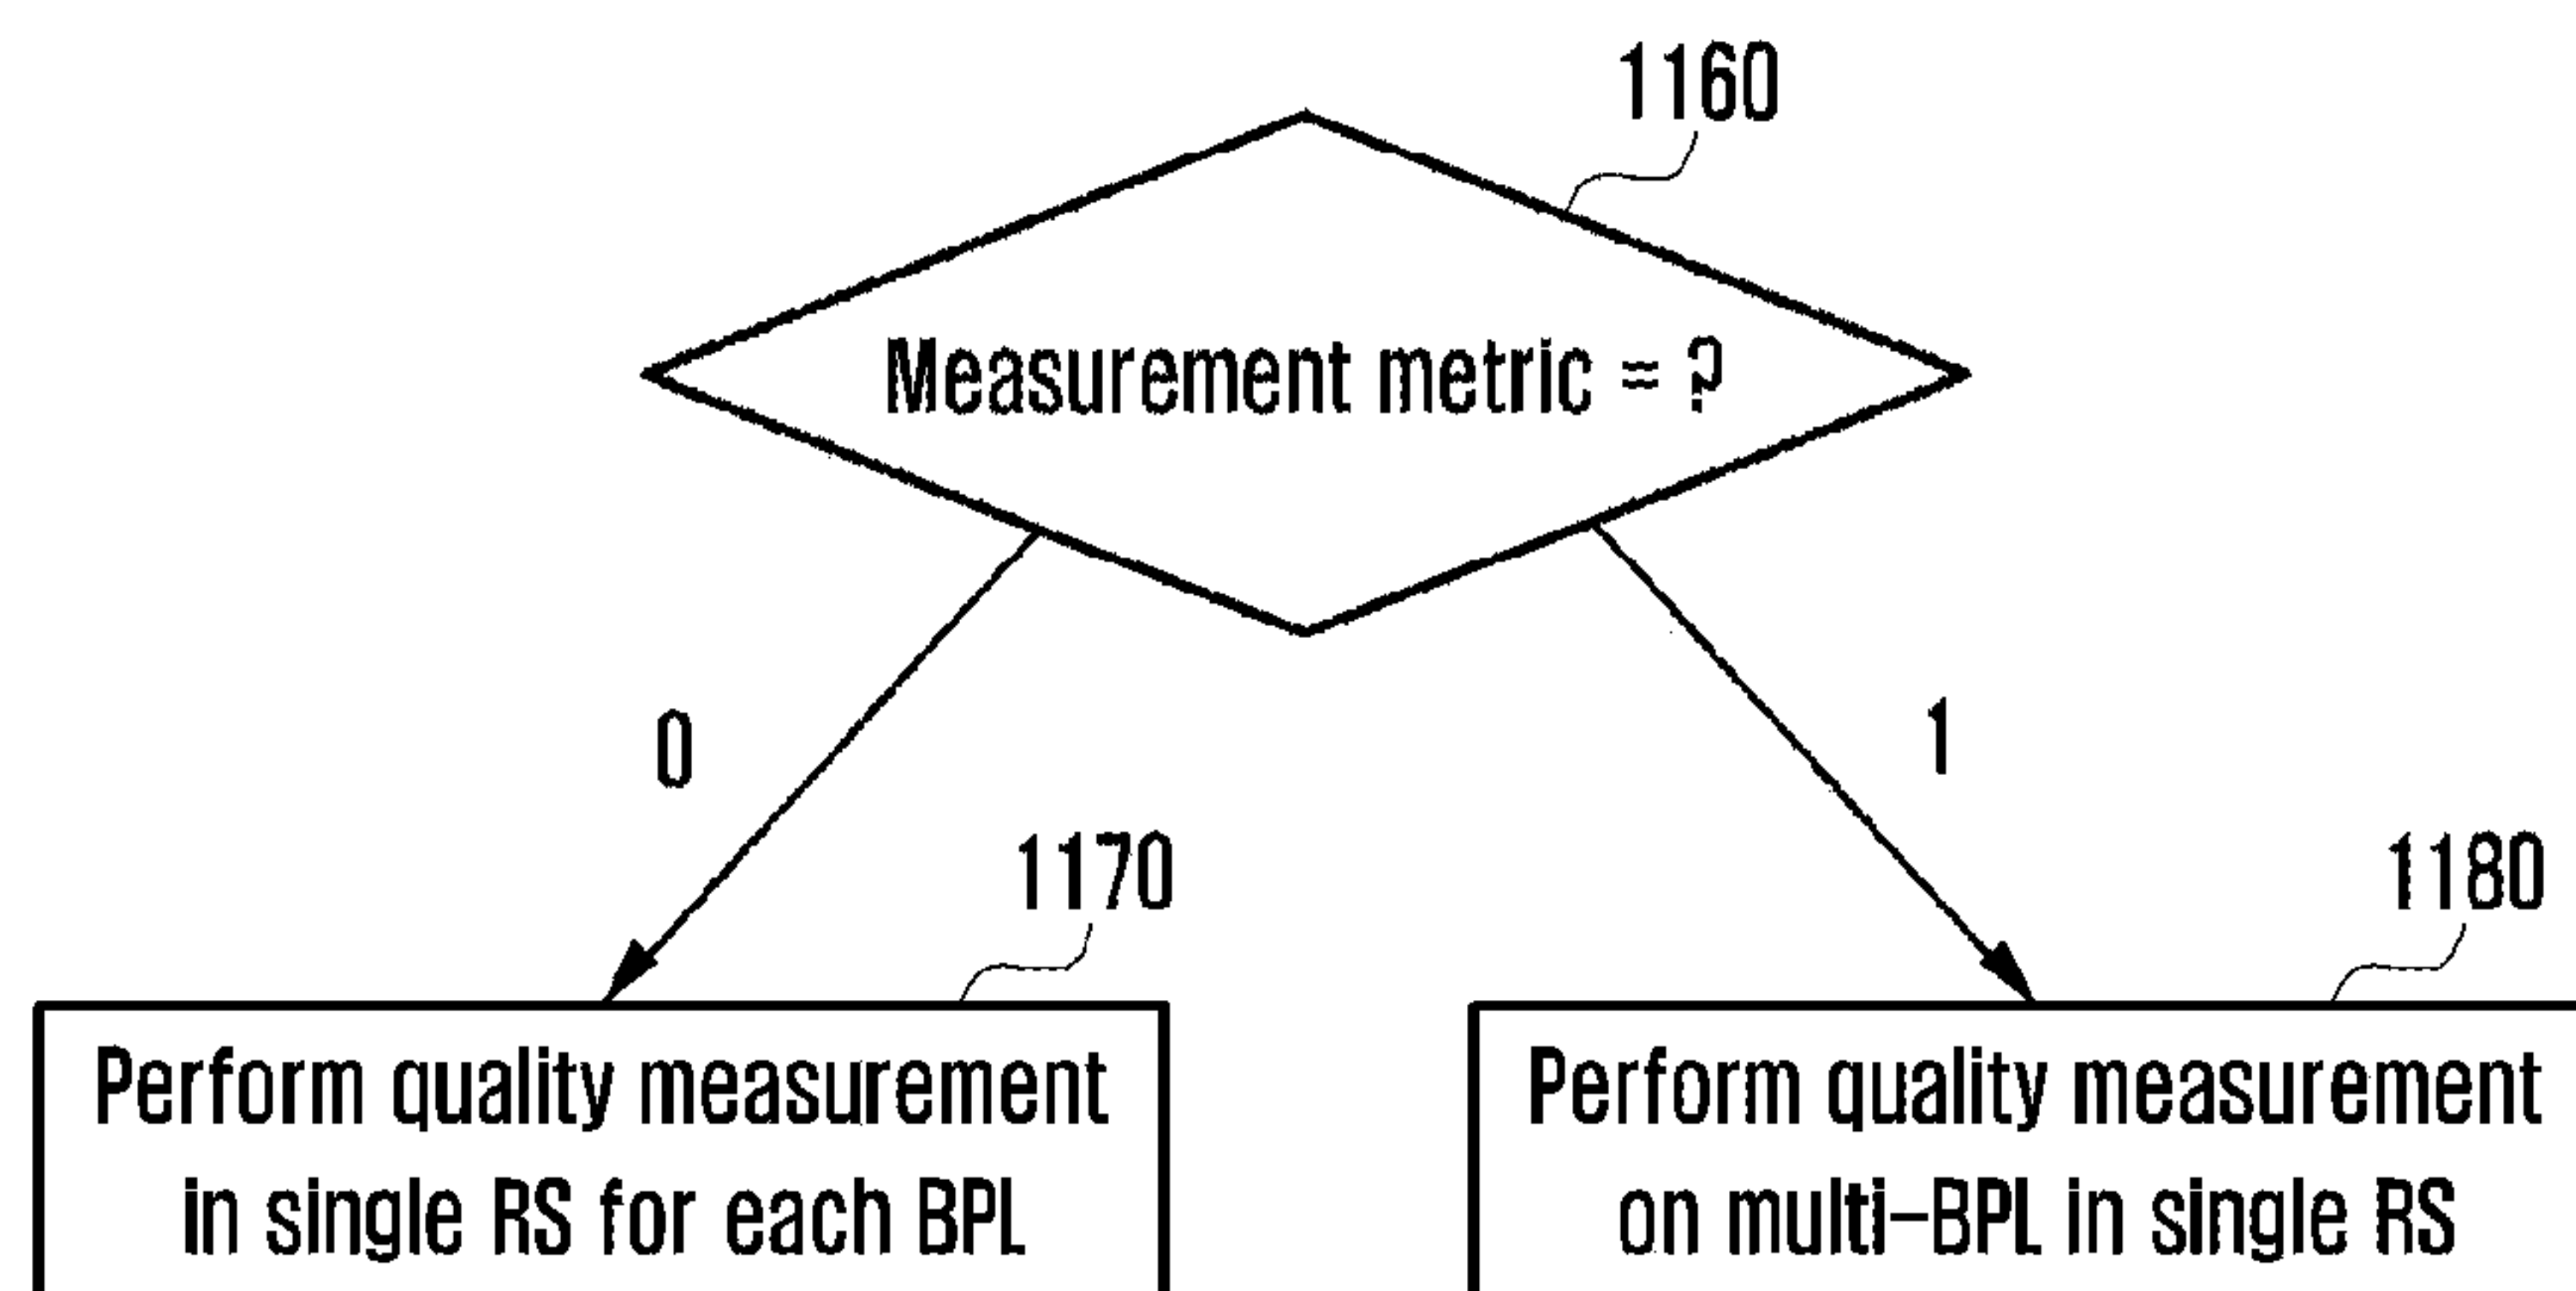 1160
Measurement metric = ?
0
1
1170
1180
Perform quality measurement
in single RS for each BPL
Perform quality measurement
on multi-BPL in single RS